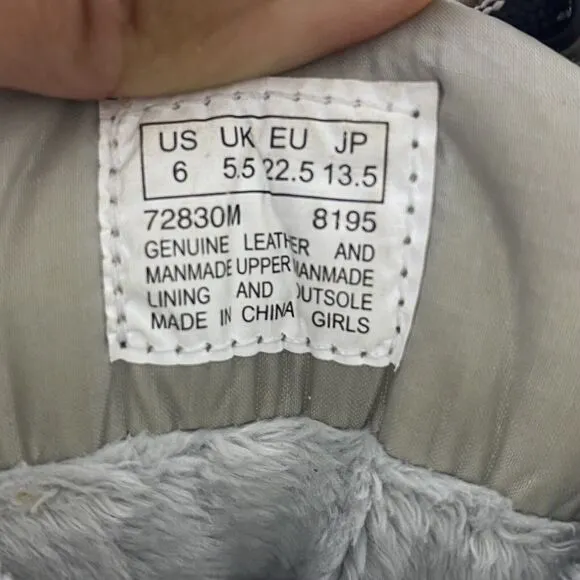 US UK EU JP
6 5.5 22.5 13.5
72830M 8195
GENUINE LEATHER AND
MANMADE UPPER MANMADE
LINING AND OUTSOLE
MADE IN CHINA GIRLS